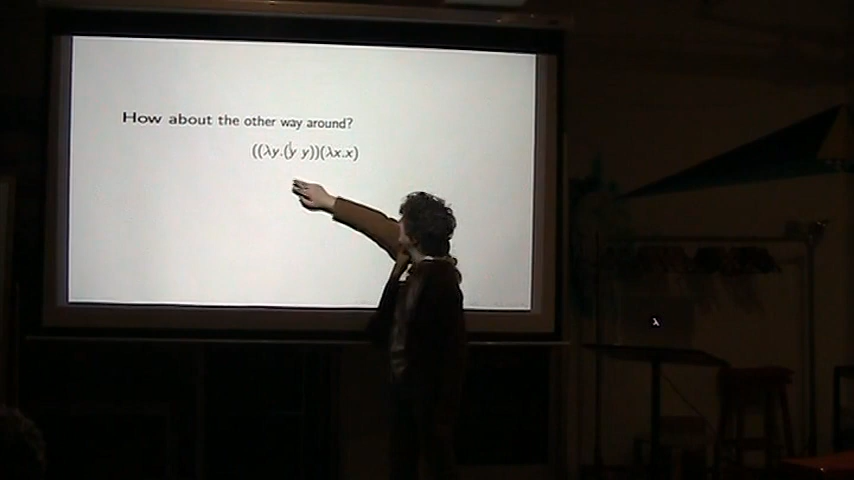 How about the other way around?
((λy.(y y))(λx.x)
λ